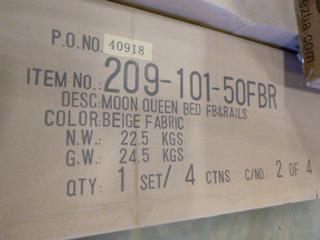 P.O.NO. 40918
ITEM NO.: 209-101-50FBR
DESC:MOON QUEEN BED FB&RAILS
COLOR:BEIGE FABRIC
N.W.: 22.5 KGS
G.W.: 24.5 KGS
QTY: 1 SET/ 4 CTNS C/NO.: 2 OF 4